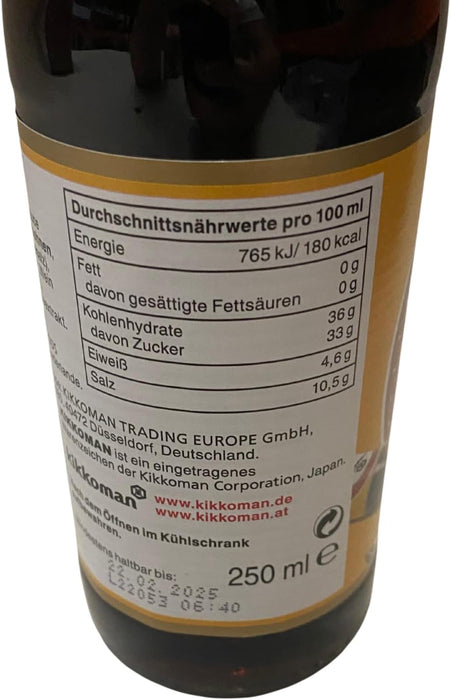 Durchschnittsnährwerte pro 100 ml
Energie 765 kJ/ 180 kcal
Fett 0 g
davon gesättigte Fettsäuren 0 g
Kohlenhydrate 36 g
davon Zucker 33 g
Eiweiß 4,6 g
Salz 10,5 g
KIKKOMAN TRADING EUROPE GmbH,
40472 Düsseldorf, Deutschland.
KIKKOMAN ist ein eingetragenes
der Kikkoman Corporation, Japan.
kikkoman®
www.kikkoman.de
www.kikkoman.at
dem Öffnen im Kühlschrank
haltbar bis:
250 ml e
22.02.2025
L22053 06:40